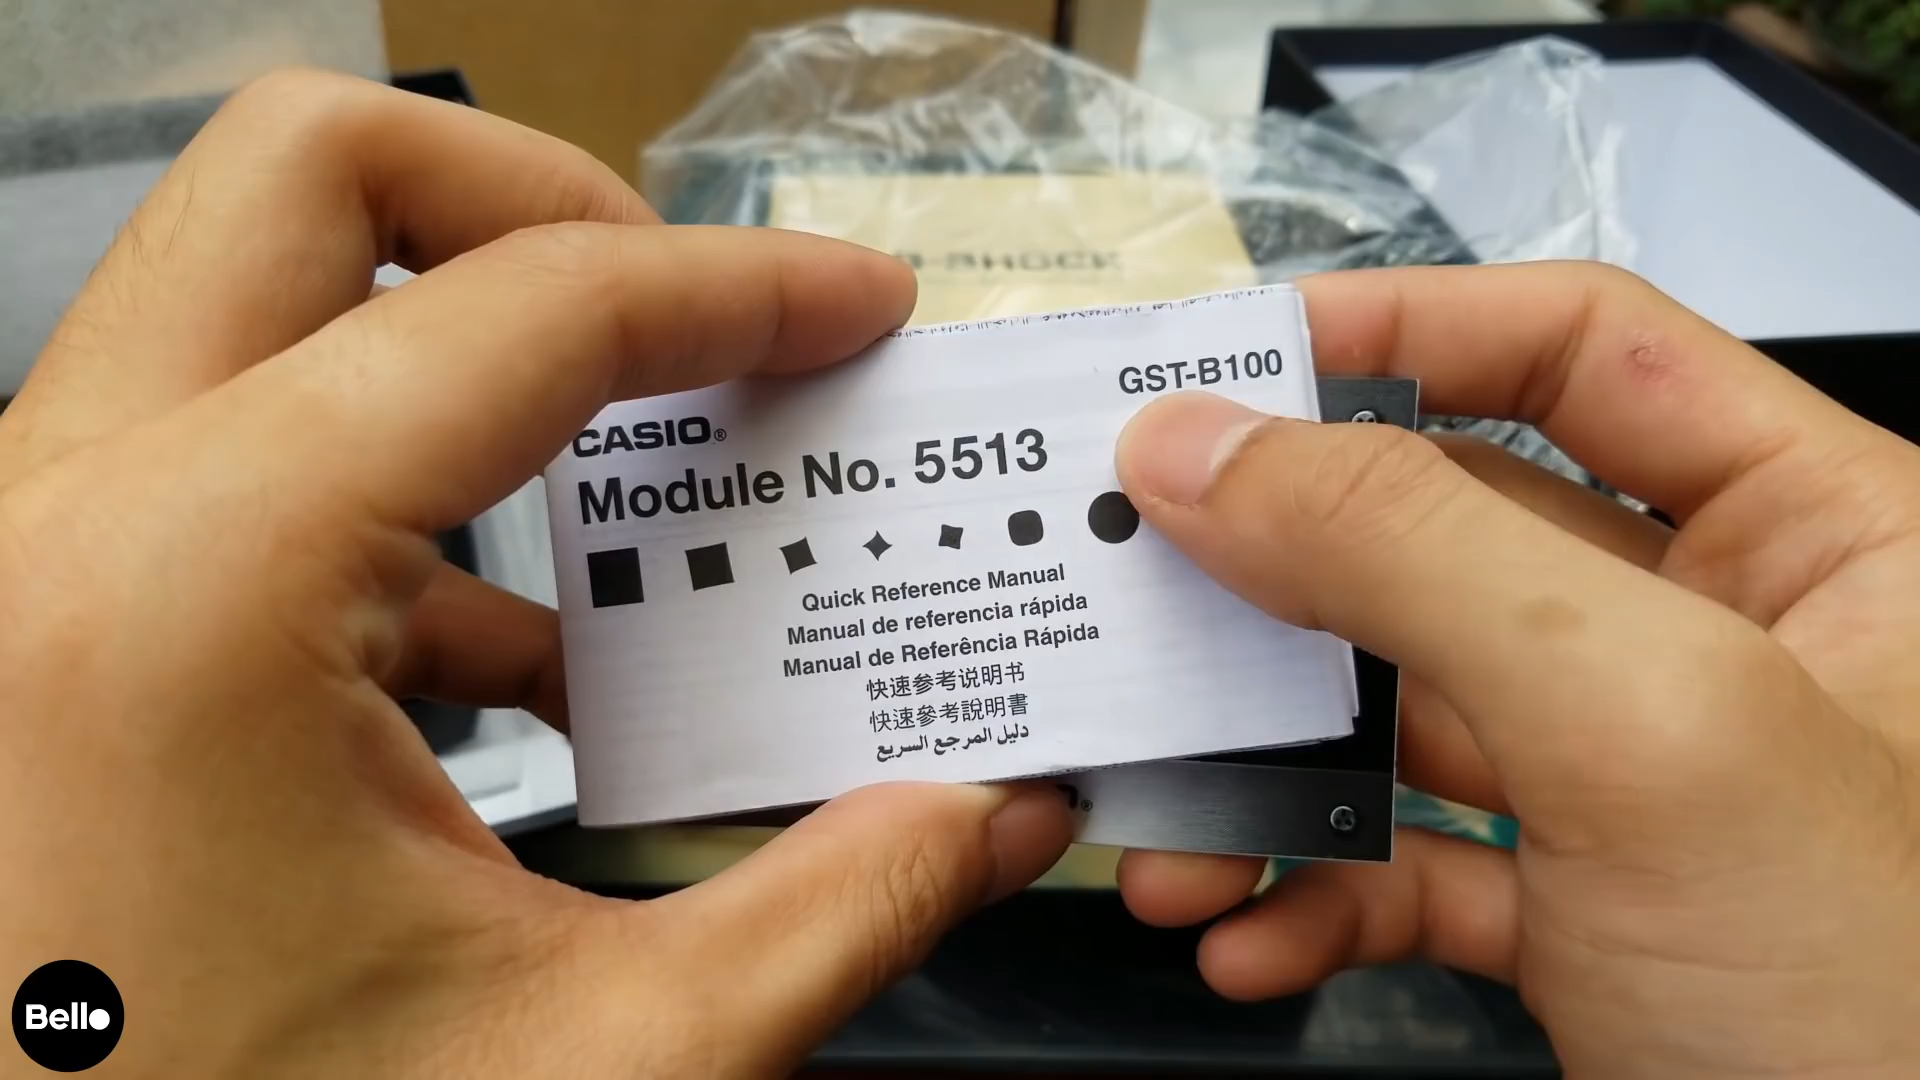 G-SHOCK
GST-B100
CASIO®
Module No. 5513
Quick Reference Manual
Manual de referencia rápida
Manual de Referência Rápida
快速参考说明书
快速參考說明書
دليل المرجع السريع
®
Bello